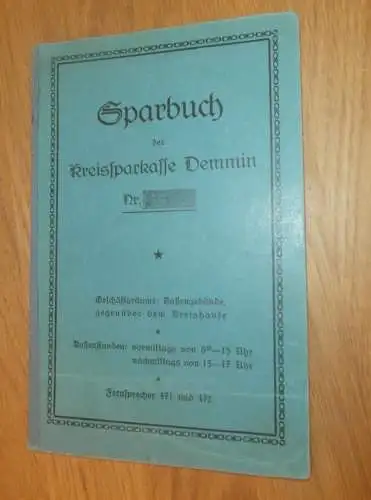 Sparbuch
der
Kreissparkasse Demmin
Nr.
Geschäftsräume: Kassengebäude,
gegenüber dem Kreishause
Kassenstunden: vormittags von 8³⁰—13 Uhr
nachmittags von 15—17 Uhr
Fernsprecher 491 und 492